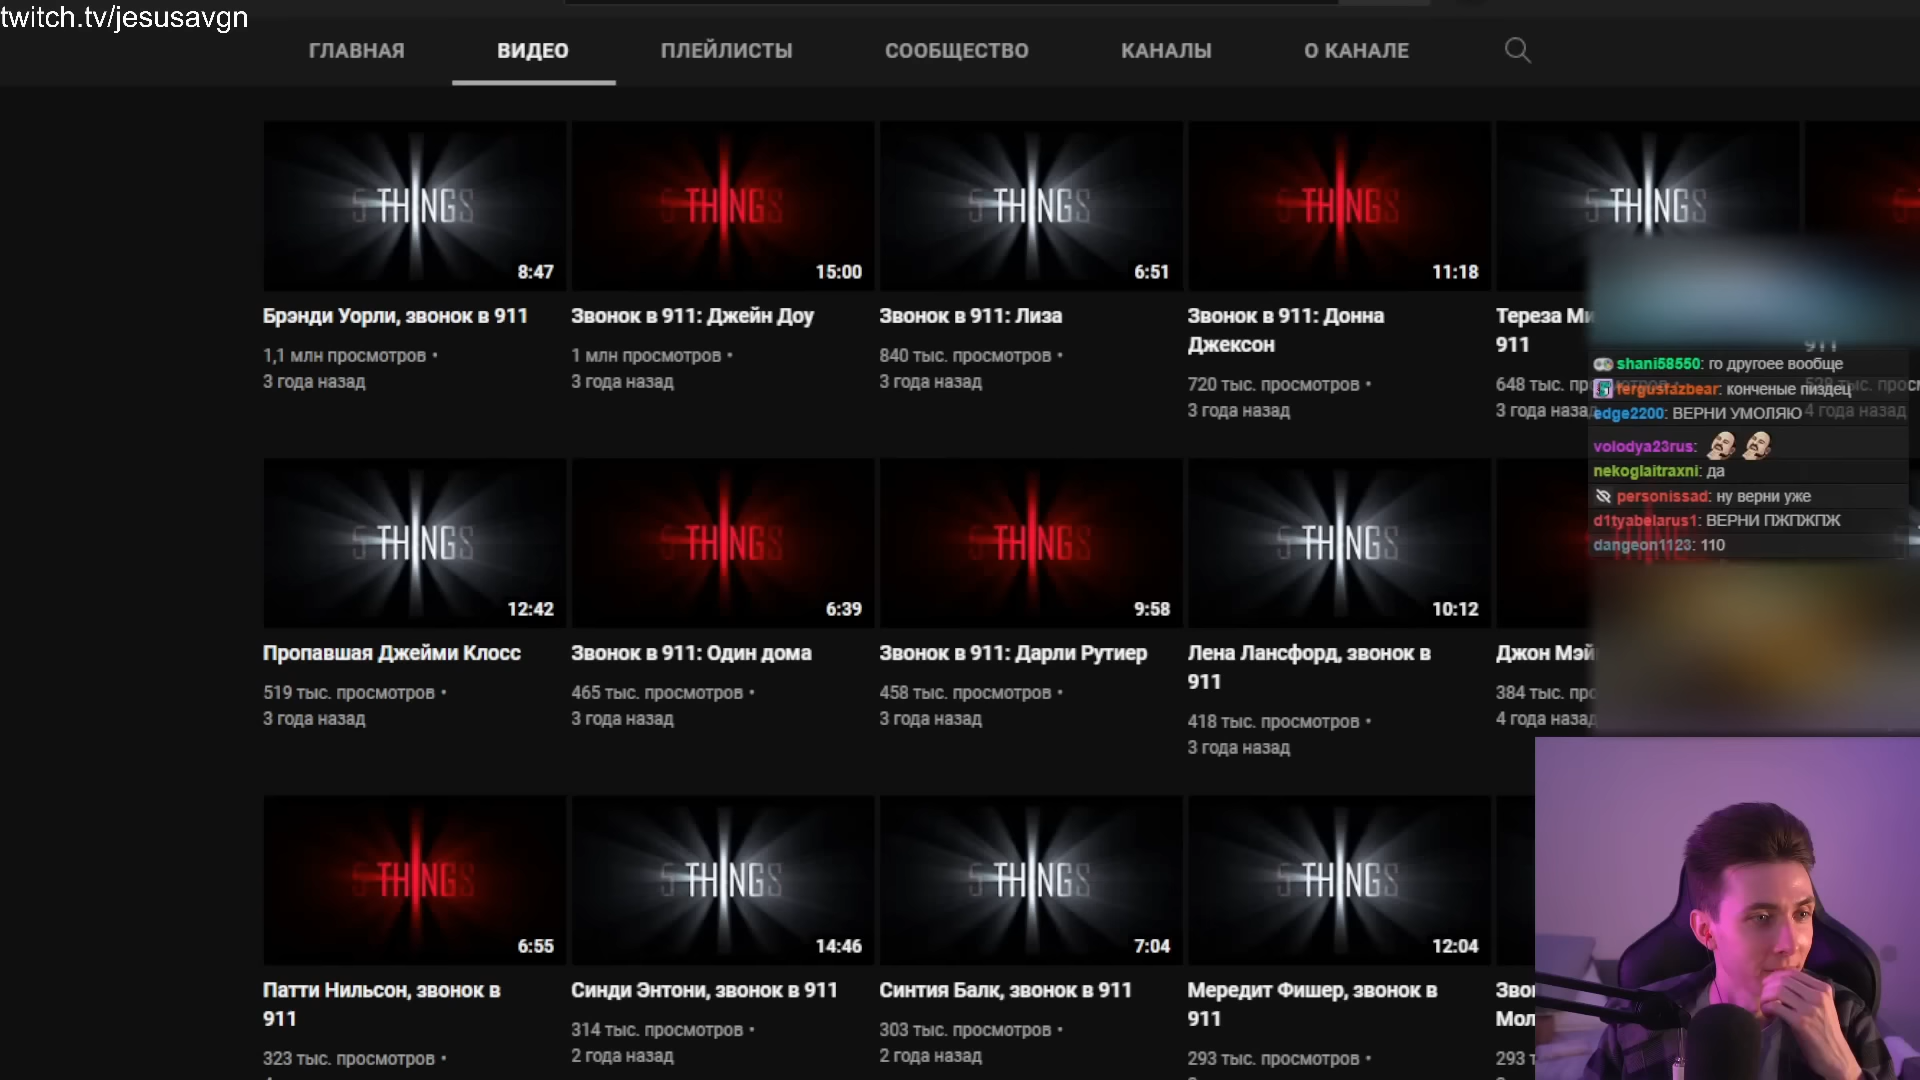 twitch.tv/jesusavgn
ГЛАВНАЯ ВИДЕО ПЛЕЙЛИСТЫ СООБЩЕСТВО КАНАЛЫ О КАНАЛЕ
5 THINGS 5 THINGS 5 THINGS 5 THINGS 5 THINGS
8:47 15:00 6:51 11:18
Брэнди Уорли, звонок в 911
1,1 млн просмотров •
3 года назад
Звонок в 911: Джейн Доу
1 млн просмотров •
3 года назад
Звонок в 911: Лиза
840 тыс. просмотров •
3 года назад
Звонок в 911: Донна
Джексон
720 тыс. просмотров •
3 года назад
Тереза
911
648 тыс.
3 года назад
911
4 года назад
shani58550: го другоее вообще
fergusfazbear: конченые пиздец
edge2200: ВЕРНИ УМОЛЯЮ
volodya23rus:
nekoglaitraxni: да
personissad: ну верни уже
d1tyabelarus1: ВЕРНИ ПЖПЖПЖ
dangeon1123: 110
5 THINGS 5 THINGS 5 THINGS 5 THINGS
12:42 6:39 9:58 10:12
Пропавшая Джейми Клосс
519 тыс. просмотров •
3 года назад
Звонок в 911: Один дома
465 тыс. просмотров •
3 года назад
Звонок в 911: Дарли Рутиер
458 тыс. просмотров •
3 года назад
Лена Лансфорд, звонок в
911
418 тыс. просмотров •
3 года назад
Джон
384 тыс.
4 года назад
5 THINGS 5 THINGS 5 THINGS 5 THINGS
6:55 14:46 7:04 12:04
Патти Нильсон, звонок в
911
323 тыс. просмотров •
Синди Энтони, звонок в 911
314 тыс. просмотров •
2 года назад
Синтия Балк, звонок в 911
303 тыс. просмотров •
2 года назад
Мередит Фишер, звонок в
911
293 тыс. просмотров •
293